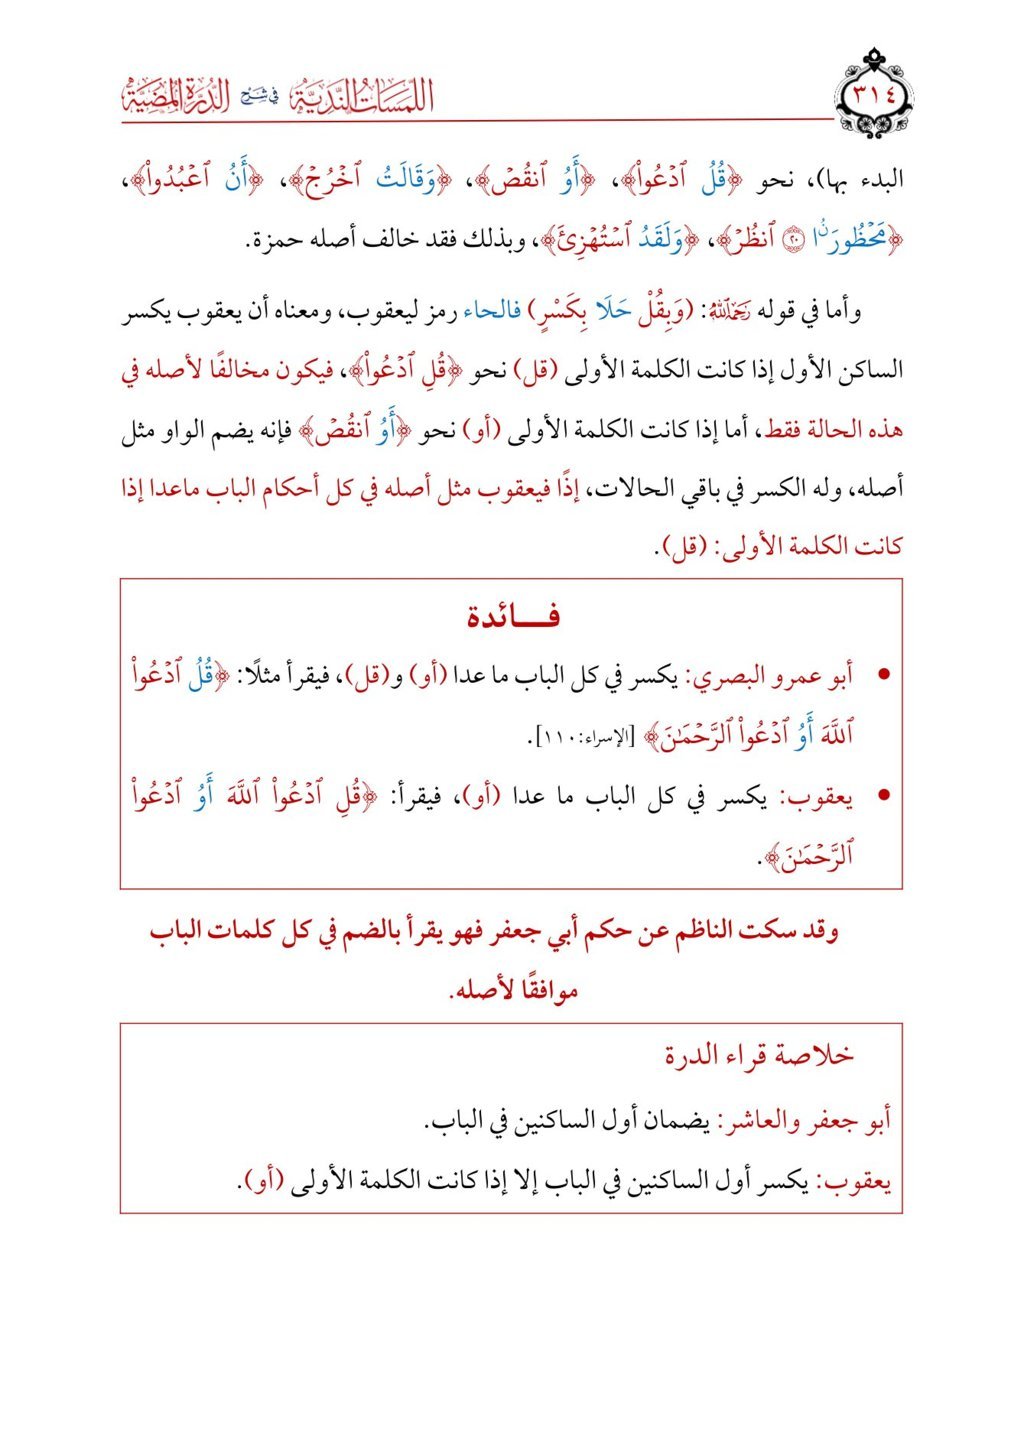 ٣١٤
اللمسات الندية في شرح الدرة المضية
البدء بها)، نحو ﴿قُلُ ٱدۡعُواْ﴾، ﴿أَوُ ٱنقُصۡ﴾، ﴿وَقَالَتُ ٱخۡرُجۡ﴾، ﴿أَنُ ٱعۡبُدُواْ﴾،
﴿مَحۡظُورَنُا ۝٢٠ ٱنظُرۡ﴾، ﴿وَلَقَدُ ٱسۡتُهۡزِئَ﴾، وبذلك فقد خالف أصله حمزة.
وأما في قوله رَحِمَهُ ٱللَّهُ: (وَبِقُلْ حَلَا بِكَسْرٍ) فالحاء رمز ليعقوب، ومعناه أن يعقوب يكسر
الساكن الأول إذا كانت الكلمة الأولى (قل) نحو ﴿قُلِ ٱدۡعُواْ﴾، فيكون مخالفًا لأصله في
هذه الحالة فقط، أما إذا كانت الكلمة الأولى (أو) نحو ﴿أَوُ ٱنقُصۡ﴾ فإنه يضم الواو مثل
أصله، وله الكسر في باقي الحالات، إذًا فيعقوب مثل أصله في كل أحكام الباب ماعدا إذا
كانت الكلمة الأولى: (قل).
فـــائدة
• أبو عمرو البصري: يكسر في كل الباب ما عدا (أو) و(قل)، فيقرأ مثلًا: ﴿قُلُ ٱدۡعُواْ
ٱللَّهَ أَوُ ٱدۡعُواْ ٱلرَّحۡمَٰنَ﴾ [الإسراء:١١٠].
• يعقوب: يكسر في كل الباب ما عدا (أو)، فيقرأ: ﴿قُلِ ٱدۡعُواْ ٱللَّهَ أَوُ ٱدۡعُواْ
ٱلرَّحۡمَٰنَ﴾.
وقد سكت الناظم عن حكم أبي جعفر فهو يقرأ بالضم في كل كلمات الباب
موافقًا لأصله.
خلاصة قراء الدرة
أبو جعفر والعاشر: يضمان أول الساكنين في الباب.
يعقوب: يكسر أول الساكنين في الباب إلا إذا كانت الكلمة الأولى (أو).